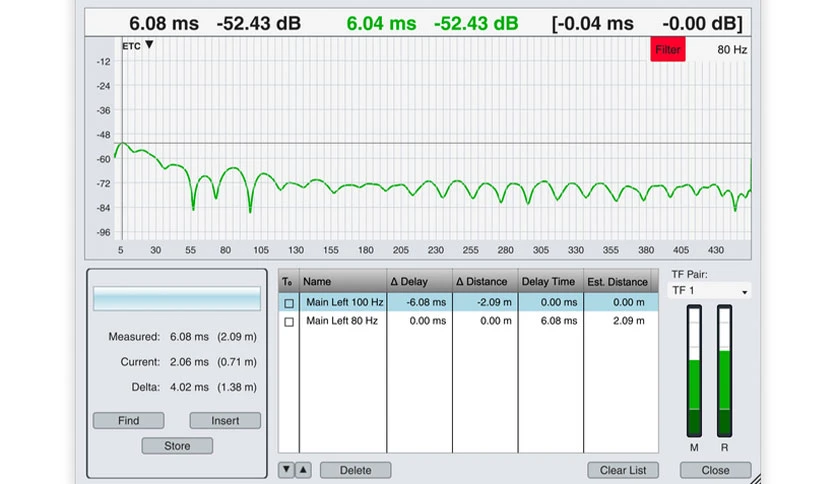 6.08 ms -52.43 dB 6.04 ms -52.43 dB [-0.04 ms -0.00 dB]
ETC ▼ Filter 80 Hz
-12
-24
-36
-48
-60
-72
-84
-96
5 30 55 80 105 130 155 180 205 230 255 280 305 330 355 380 405 430
Measured: 6.08 ms (2.09 m)
Current: 2.06 ms (0.71 m)
Delta: 4.02 ms (1.38 m)
Find Insert
Store
T₀ Name Δ Delay Δ Distance Delay Time Est. Distance
Main Left 100 Hz -6.08 ms -2.09 m 0.00 ms 0.00 m
Main Left 80 Hz 0.00 ms 0.00 m 6.08 ms 2.09 m
▼ ▲ Delete Clear List
TF Pair:
TF 1
M R
Close